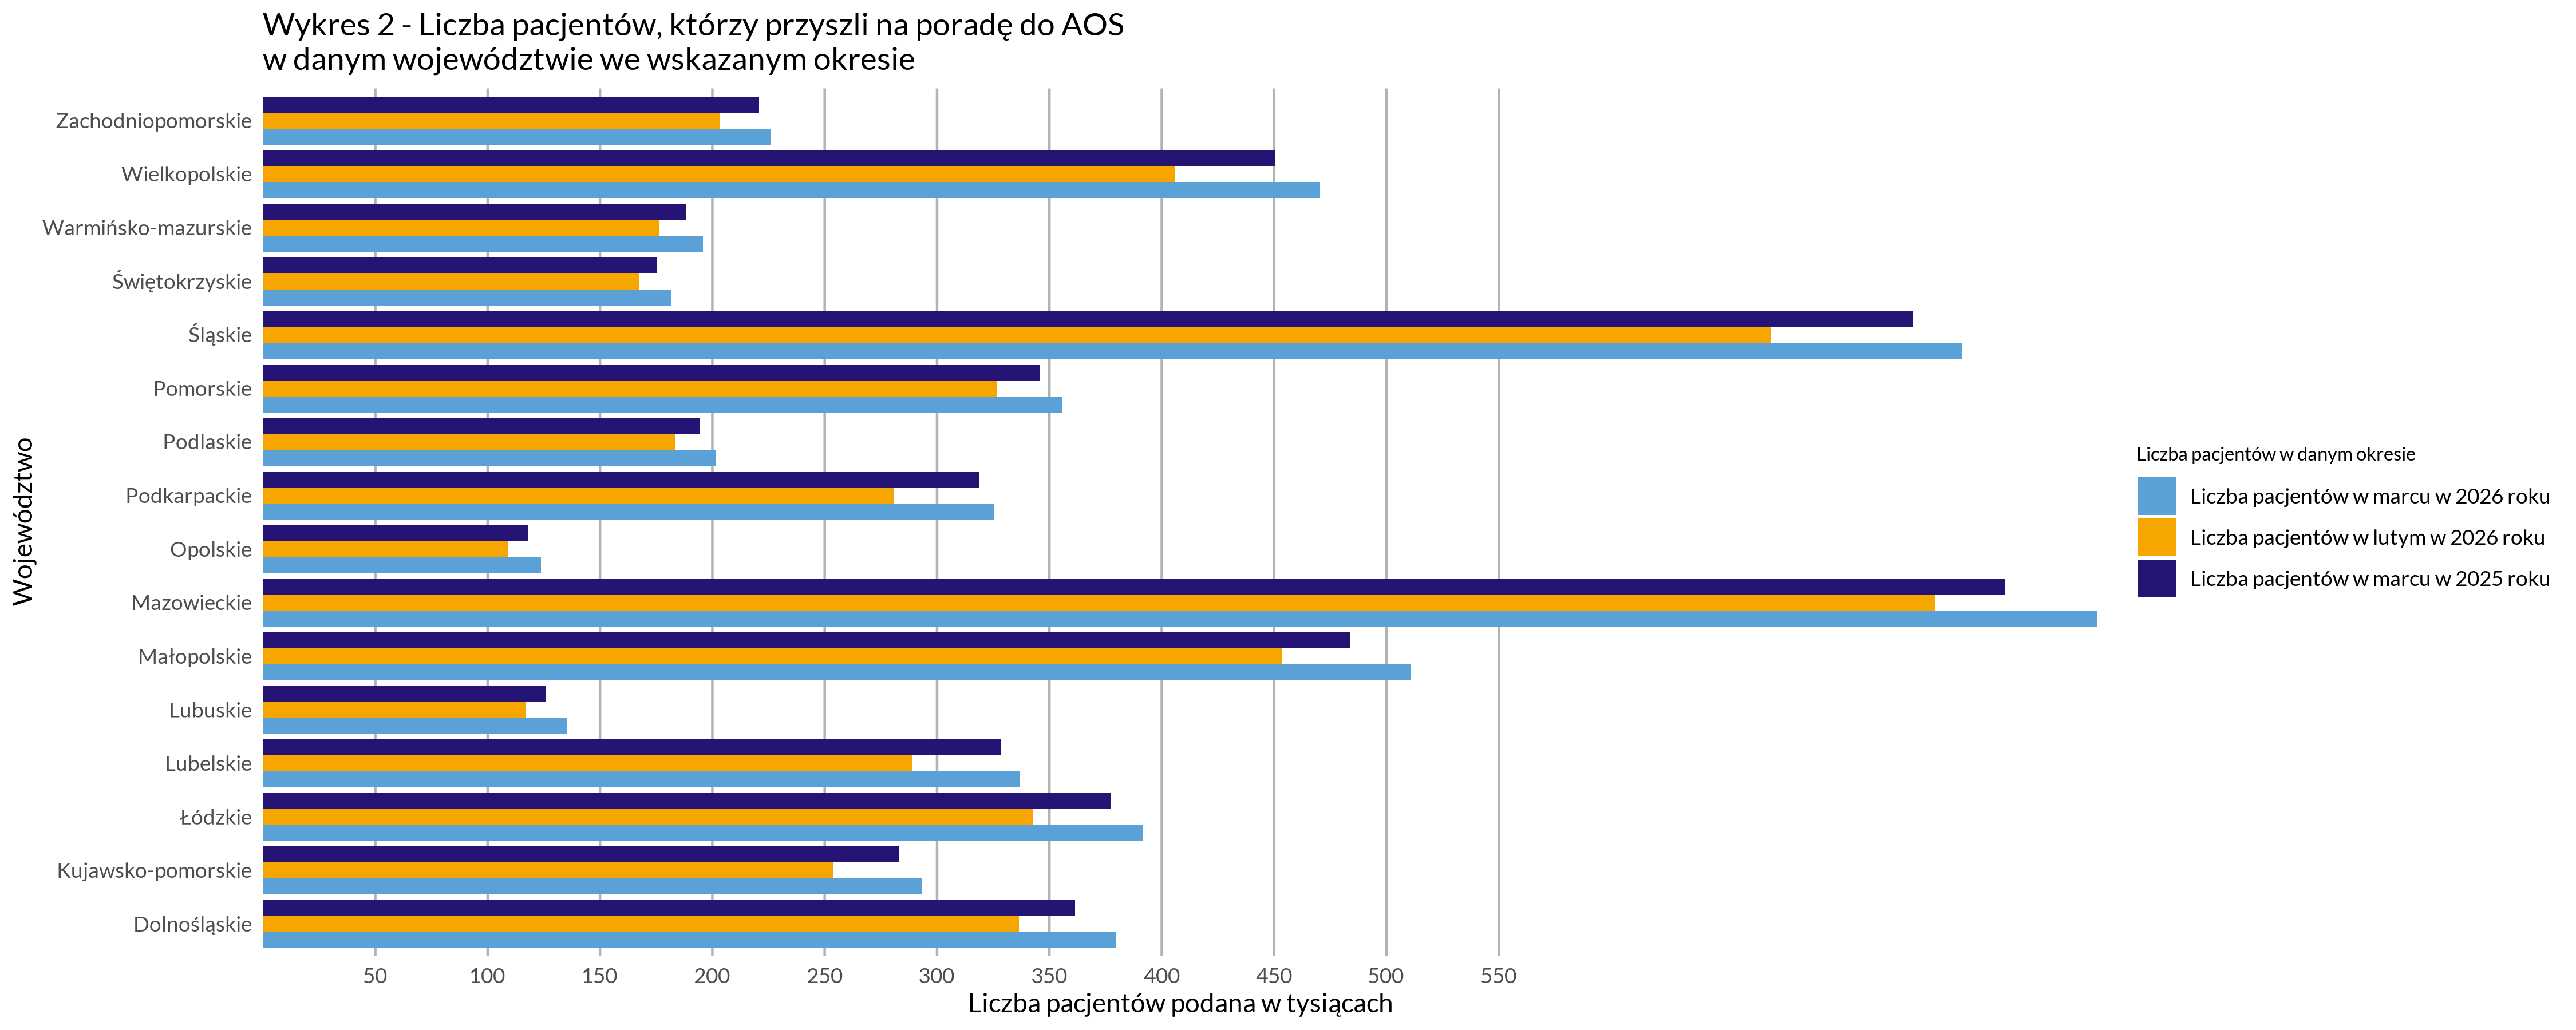 Wykres 2 - Liczba pacjentów, którzy przyszli na poradę do AOS
w danym województwie we wskazanym okresie
Województwo
Zachodniopomorskie
Wielkopolskie
Warmińsko-mazurskie
Świętokrzyskie
Śląskie
Pomorskie
Podlaskie
Podkarpackie
Opolskie
Mazowieckie
Małopolskie
Lubuskie
Lubelskie
Łódzkie
Kujawsko-pomorskie
Dolnośląskie
50 100 150 200 250 300 350 400 450 500 550
Liczba pacjentów podana w tysiącach
Liczba pacjentów w danym okresie
Liczba pacjentów w marcu w 2026 roku
Liczba pacjentów w lutym w 2026 roku
Liczba pacjentów w marcu w 2025 roku